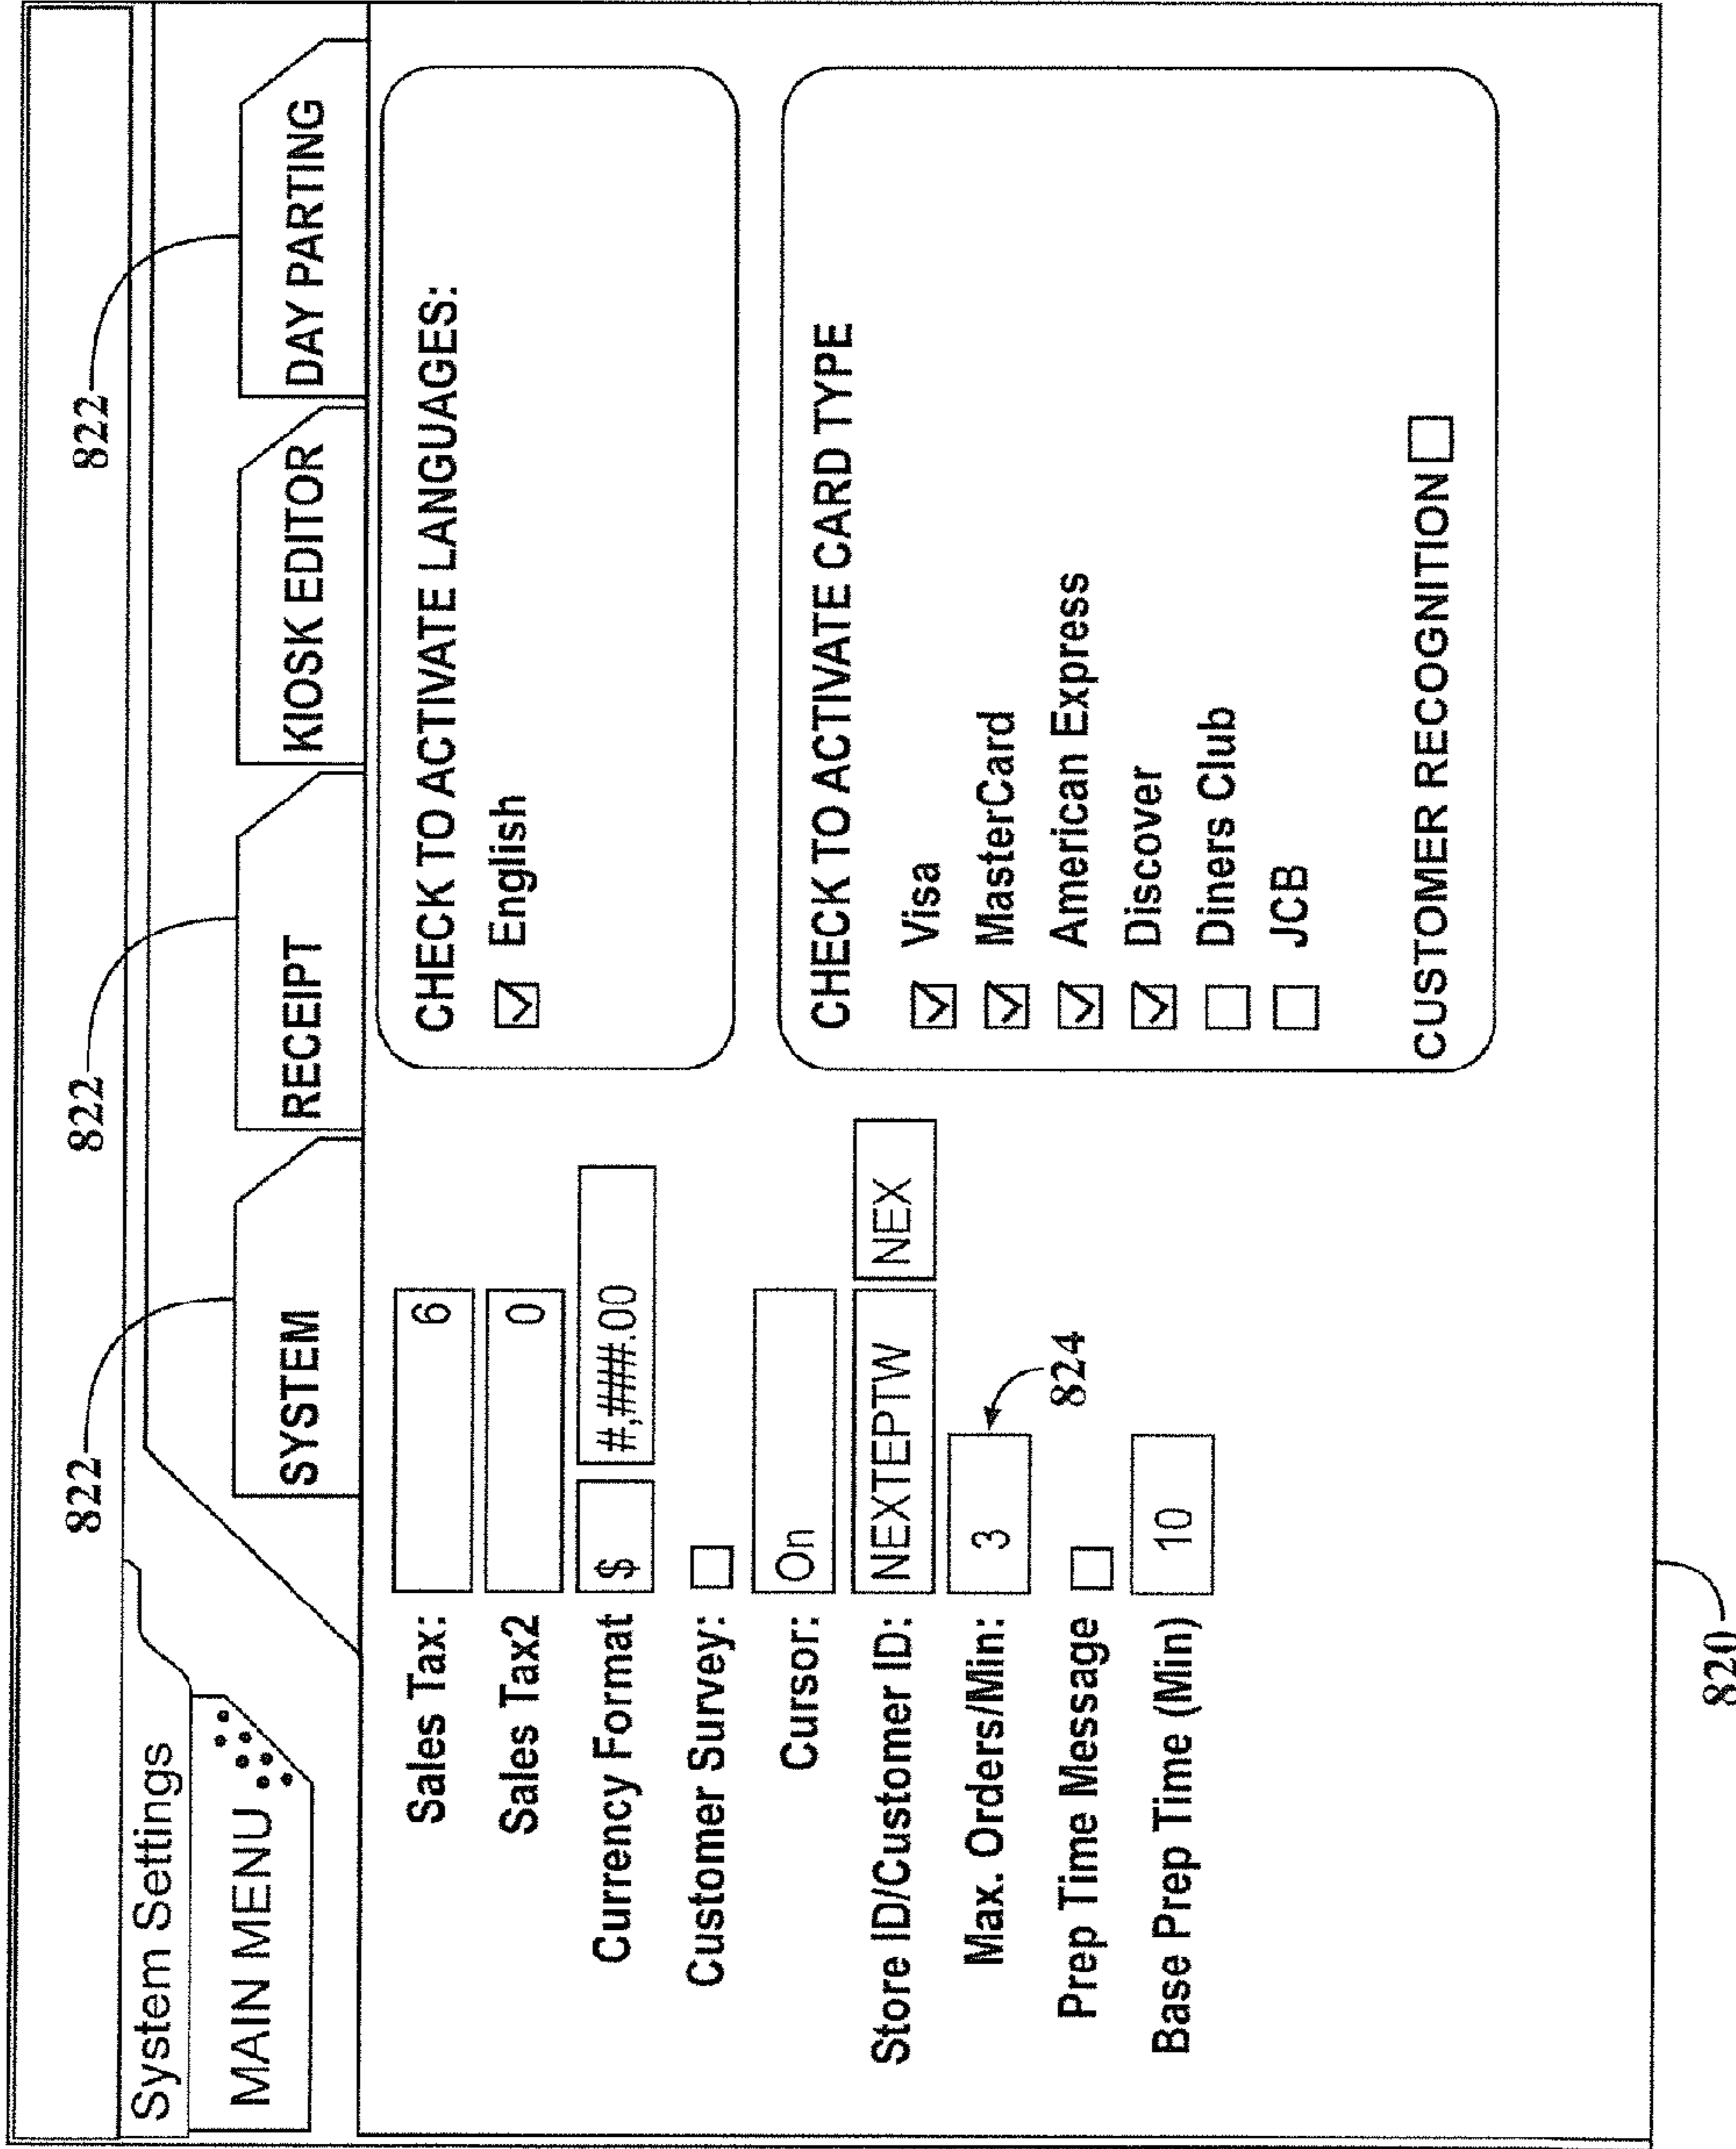 System Settings
MAIN MENU
822 822 822
SYSTEM RECEIPT KIOSK EDITOR DAY PARTING
Sales Tax: 6
Sales Tax2 0
Currency Format $ #,###.00
Customer Survey:
Cursor: On
Store ID/Customer ID: NEXTEPTW NEX
Max. Orders/Min: 3
824
Prep Time Message
Base Prep Time (Min) 10
CHECK TO ACTIVATE LANGUAGES:
English
CHECK TO ACTIVATE CARD TYPE
Visa
MasterCard
American Express
Discover
Diners Club
JCB
CUSTOMER RECOGNITION
820